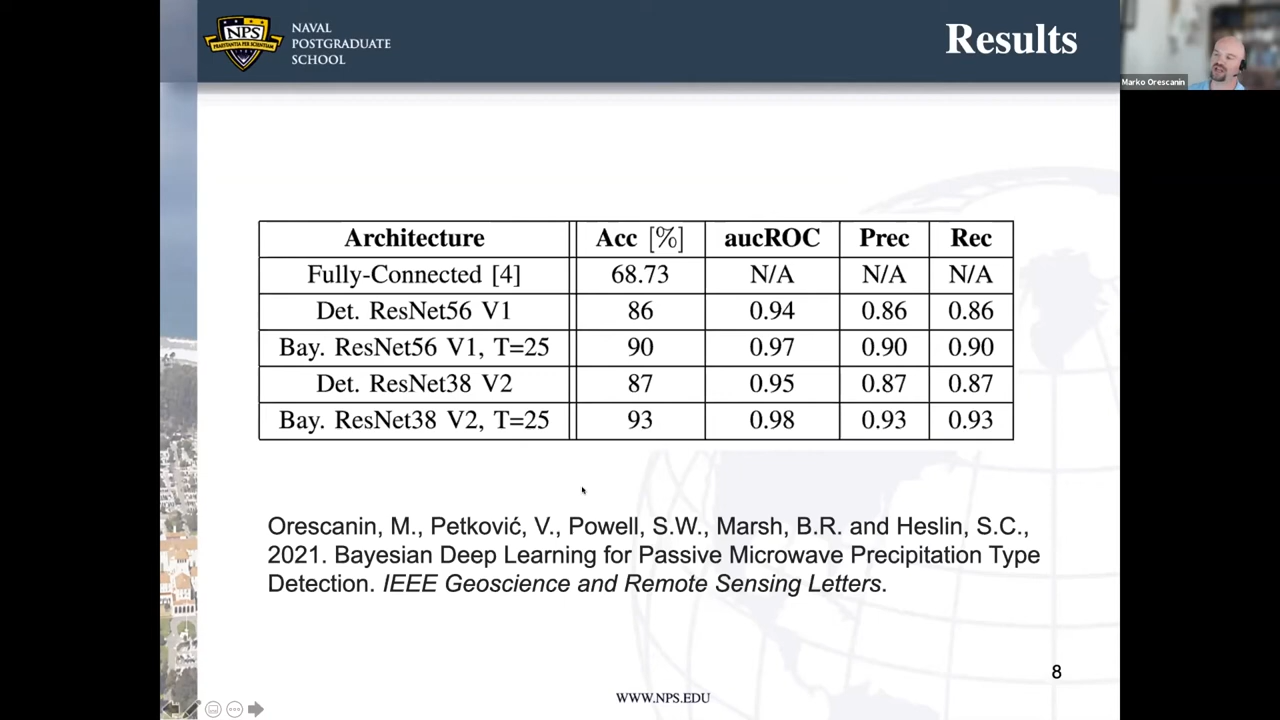 NPS
PRAESTANTIA PER SCIENTIAM
NAVAL
POSTGRADUATE
SCHOOL
Results
Marko Orescanin
Architecture Acc [%] aucROC Prec Rec
Fully-Connected [4] 68.73 N/A N/A N/A
Det. ResNet56 V1 86 0.94 0.86 0.86
Bay. ResNet56 V1, T=25 90 0.97 0.90 0.90
Det. ResNet38 V2 87 0.95 0.87 0.87
Bay. ResNet38 V2, T=25 93 0.98 0.93 0.93
Orescanin, M., Petković, V., Powell, S.W., Marsh, B.R. and Heslin, S.C.,
2021. Bayesian Deep Learning for Passive Microwave Precipitation Type
Detection. IEEE Geoscience and Remote Sensing Letters.
8
WWW.NPS.EDU